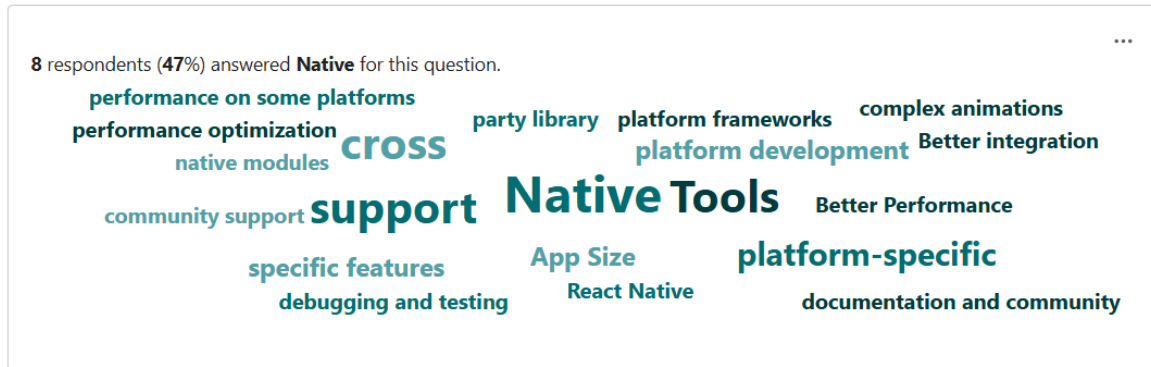 ...
8 respondents (47%) answered Native for this question.
performance on some platforms
complex animations
party library
platform frameworks
performance optimization
cross
Better integration
platform development
native modules
Native
Tools
Better Performance
support
community support
platform-specific
App Size
specific features
React Native
debugging and testing
documentation and community